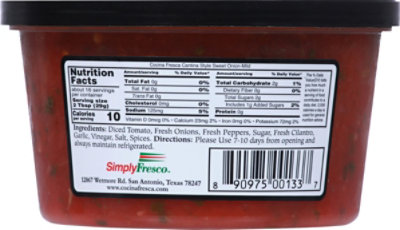 Cocina Fresca Cantina Style Sweet Onion-Mild
Nutrition Facts
about 16 servings per container
Serving size
2 Tbsp (29g)
Calories per serving 10
Amount/serving % Daily Value*
Total Fat 0g 0%
Sat. Fat 0g 0%
Trans Fat 0g
Cholesterol 0mg 0%
Sodium 125mg 5%
Amount/serving % Daily Value*
Total Carbohydrate 2g 1%
Dietary Fiber 0g 0%
Total Sugars 2g
Includes 1g Added Sugars 2%
Protein 0g
Vitamin D 0mcg 0% • Calcium 29mg 2% • Iron 0mg 0% • Potassium 72mg 2%
Ingredients: Diced Tomato, Fresh Onions, Fresh Peppers, Sugar, Fresh Cilantro,
Garlic, Vinegar, Salt, Spices. Directions: Please Use 7-10 days from opening and
always maintain refrigerated.
SimplyFresco.
12867 Wetmore Rd. San Antonio, Texas 78247
www.cocinafresca.com
8 90975 00133 7